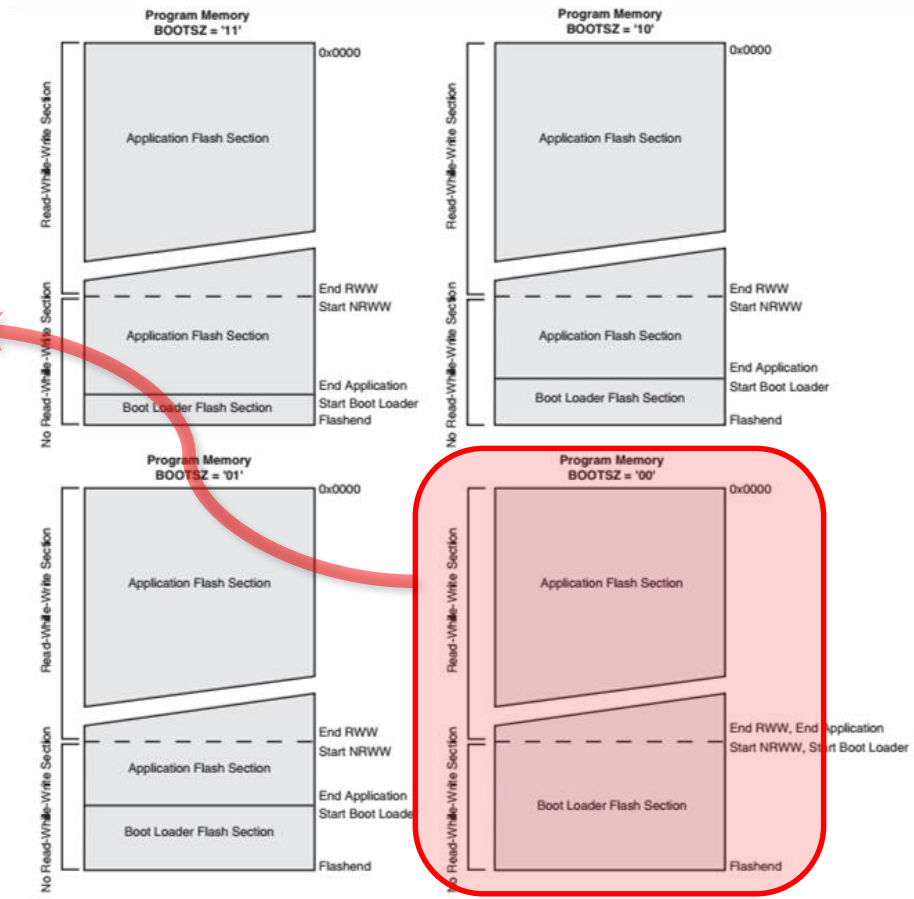 Program Memory
BOOTSZ = '11'
0x0000
Read-While-Write Section
Application Flash Section
End RWW
Start NRWW
No Read-While-Write Section
Application Flash Section
End Application
Start Boot Loader
Boot Loader Flash Section
Flashend
Program Memory
BOOTSZ = '10'
0x0000
Read-While-Write Section
Application Flash Section
End RWW
Start NRWW
No Read-While-Write Section
Application Flash Section
End Application
Start Boot Loader
Boot Loader Flash Section
Flashend
Program Memory
BOOTSZ = '01'
0x0000
Read-While-Write Section
Application Flash Section
End RWW
Start NRWW
No Read-While-Write Section
Application Flash Section
End Application
Start Boot Loade
Boot Loader Flash Section
Flashend
Program Memory
BOOTSZ = '00'
0x0000
Read-While-Write Section
Application Flash Section
End RWW, End Application
Start NRWW, Start Boot Loader
No Read-While-Write Section
Boot Loader Flash Section
Flashend